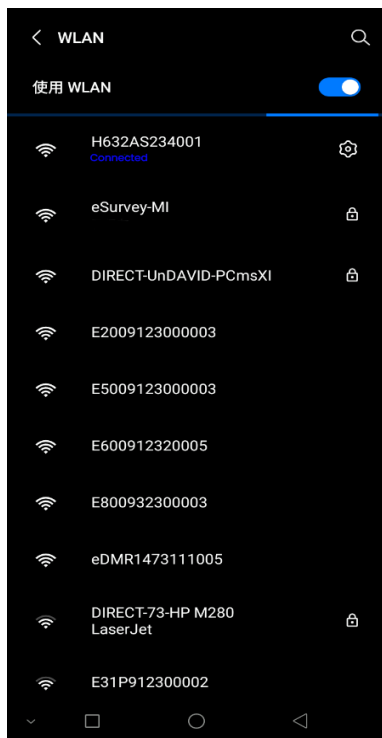 WLAN
使用 WLAN
H632AS234001
Connected
eSurvey-MI
DIRECT-UnDAVID-PCmsXI
E2009123000003
E5009123000003
E600912320005
E800932300003
eDMR1473111005
DIRECT-73-HP M280
LaserJet
E31P912300002